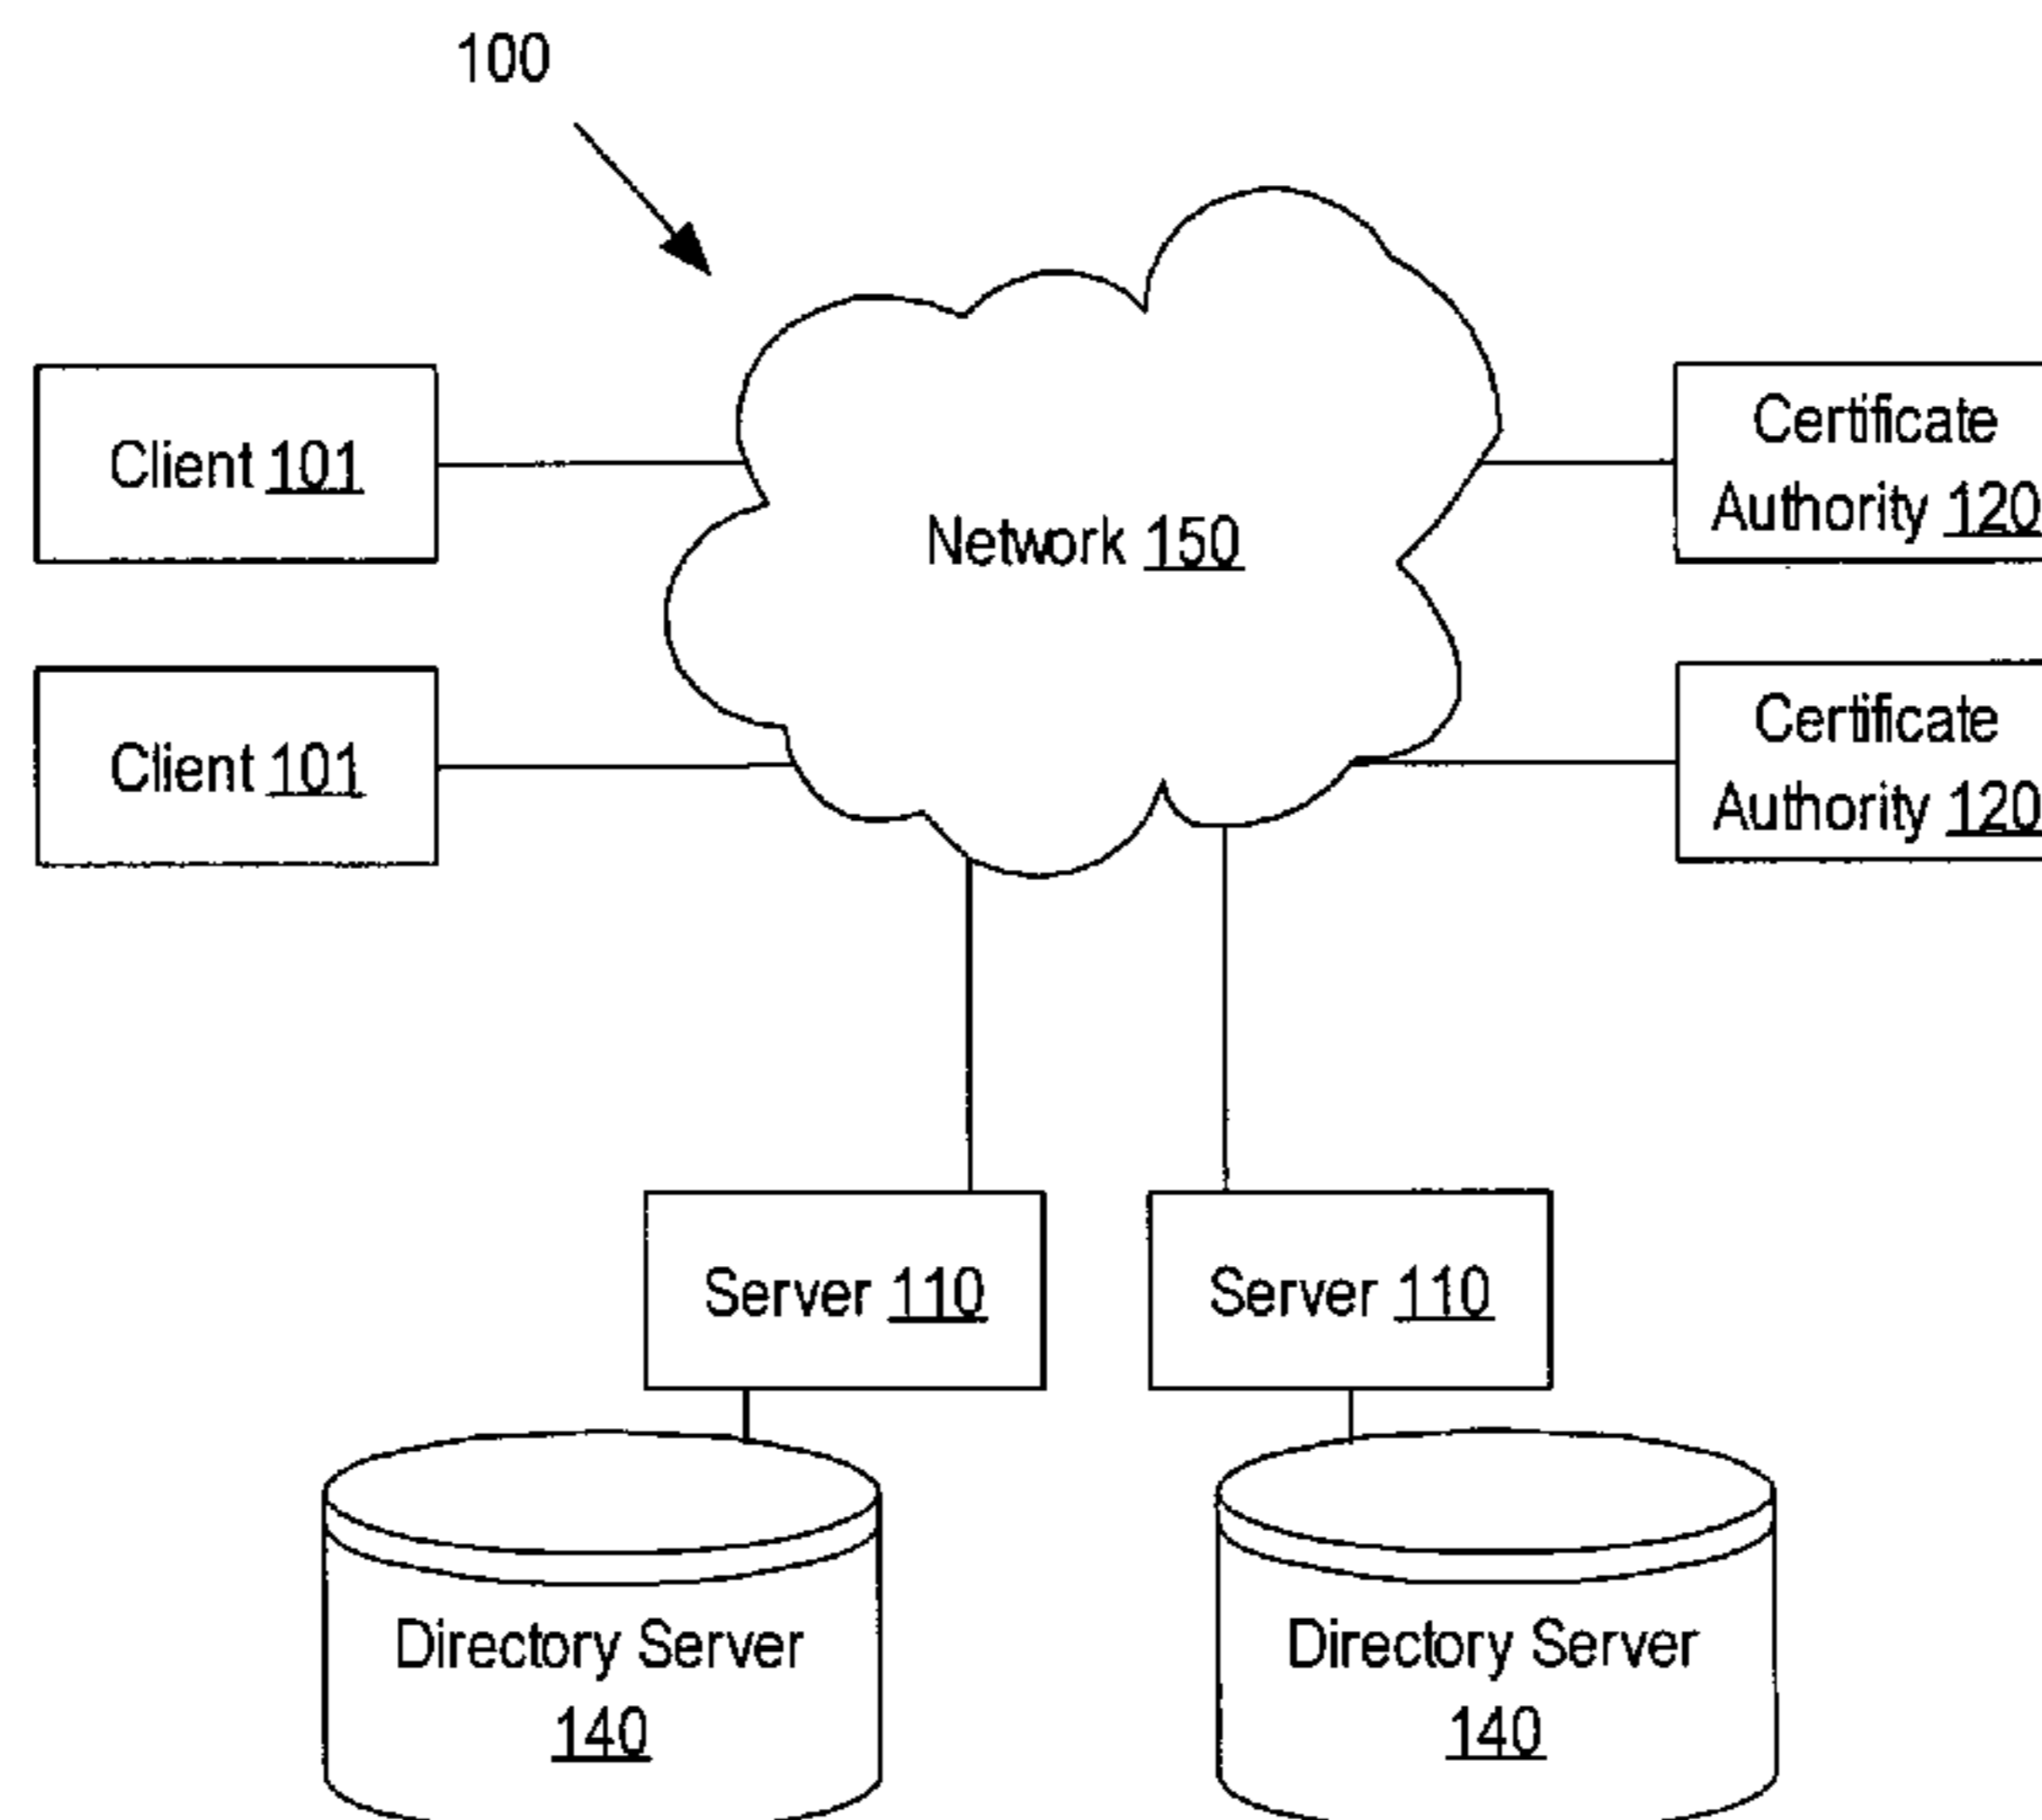 100
Client 101
Network 150
Certificate
Authority 120
Client 101
Certificate
Authority 120
Server 110
Server 110
Directory Server
140
Directory Server
140